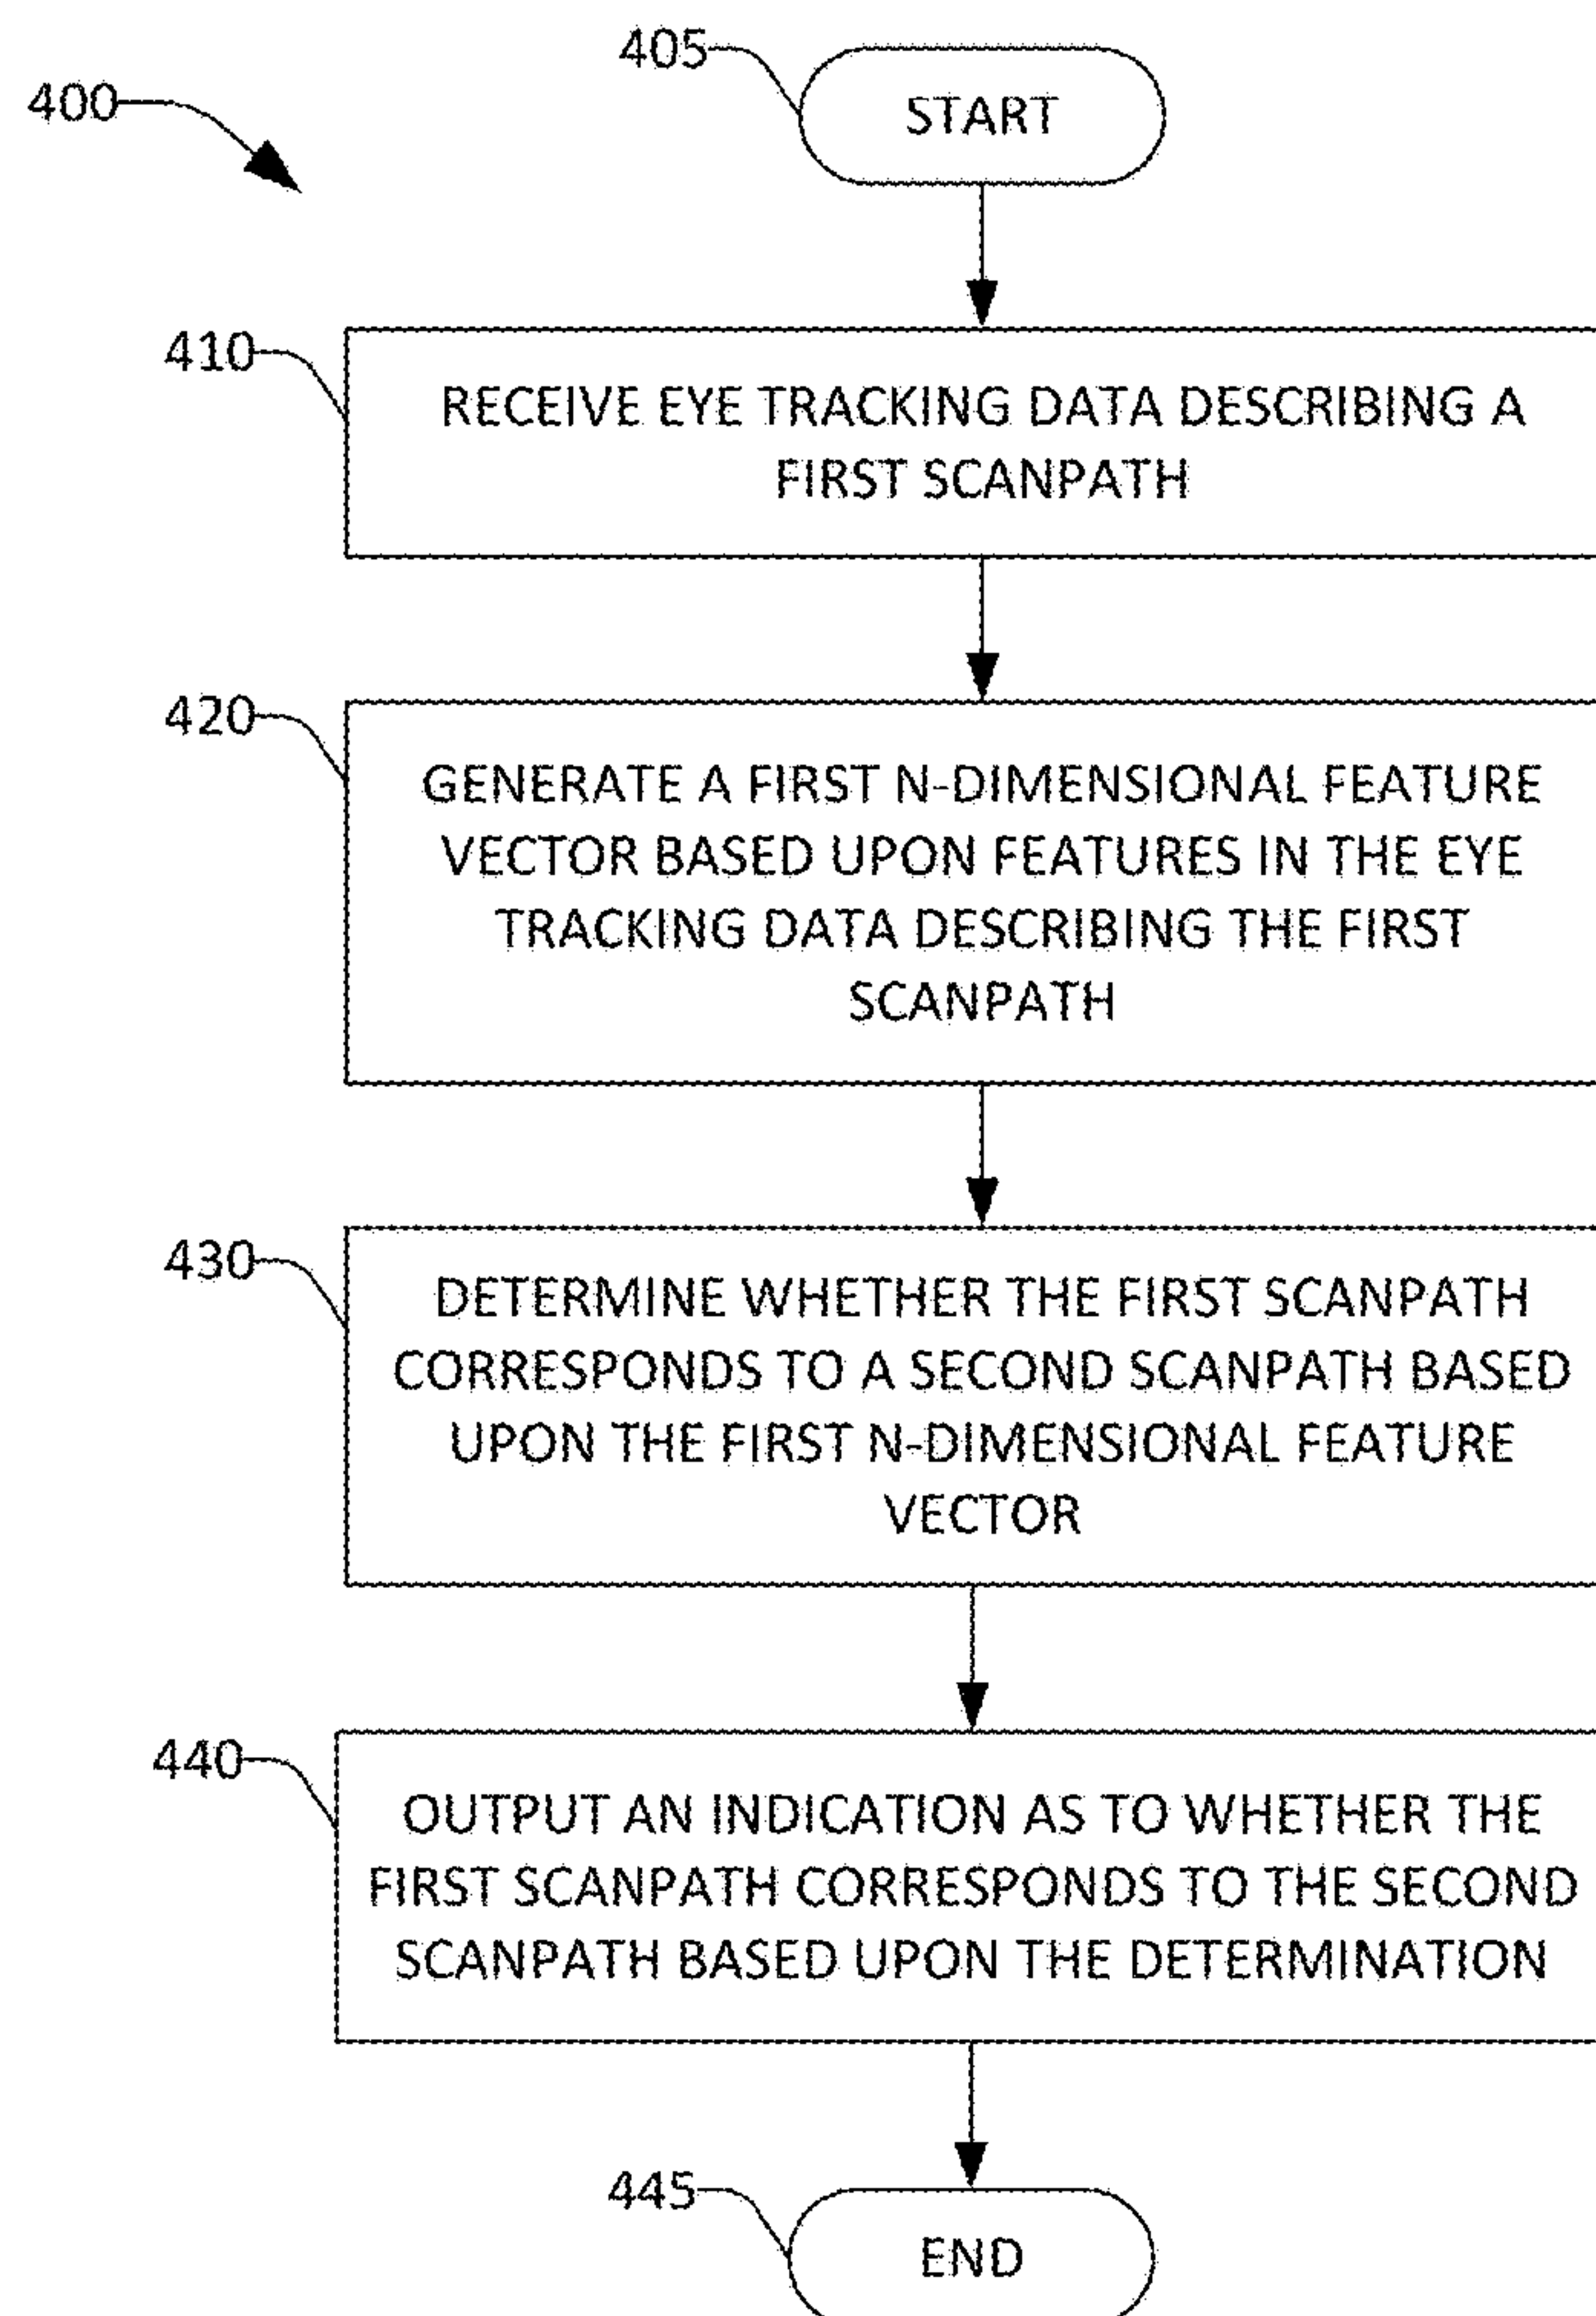 405
START
400
410
RECEIVE EYE TRACKING DATA DESCRIBING A
FIRST SCANPATH
420
GENERATE A FIRST N-DIMENSIONAL FEATURE
VECTOR BASED UPON FEATURES IN THE EYE
TRACKING DATA DESCRIBING THE FIRST
SCANPATH
430
DETERMINE WHETHER THE FIRST SCANPATH
CORRESPONDS TO A SECOND SCANPATH BASED
UPON THE FIRST N-DIMENSIONAL FEATURE
VECTOR
440
OUTPUT AN INDICATION AS TO WHETHER THE
FIRST SCANPATH CORRESPONDS TO THE SECOND
SCANPATH BASED UPON THE DETERMINATION
445
END